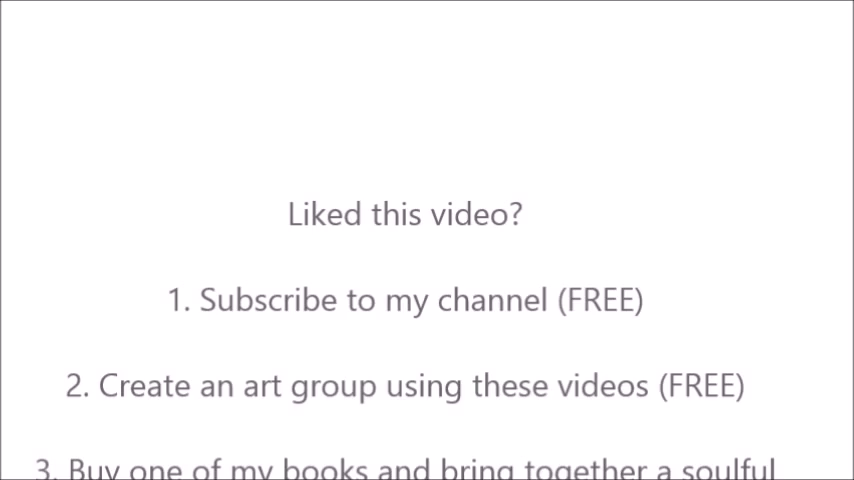 Liked this video?
1. Subscribe to my channel (FREE)
2. Create an art group using these videos (FREE)
3. Buy one of my books and bring together a soulful